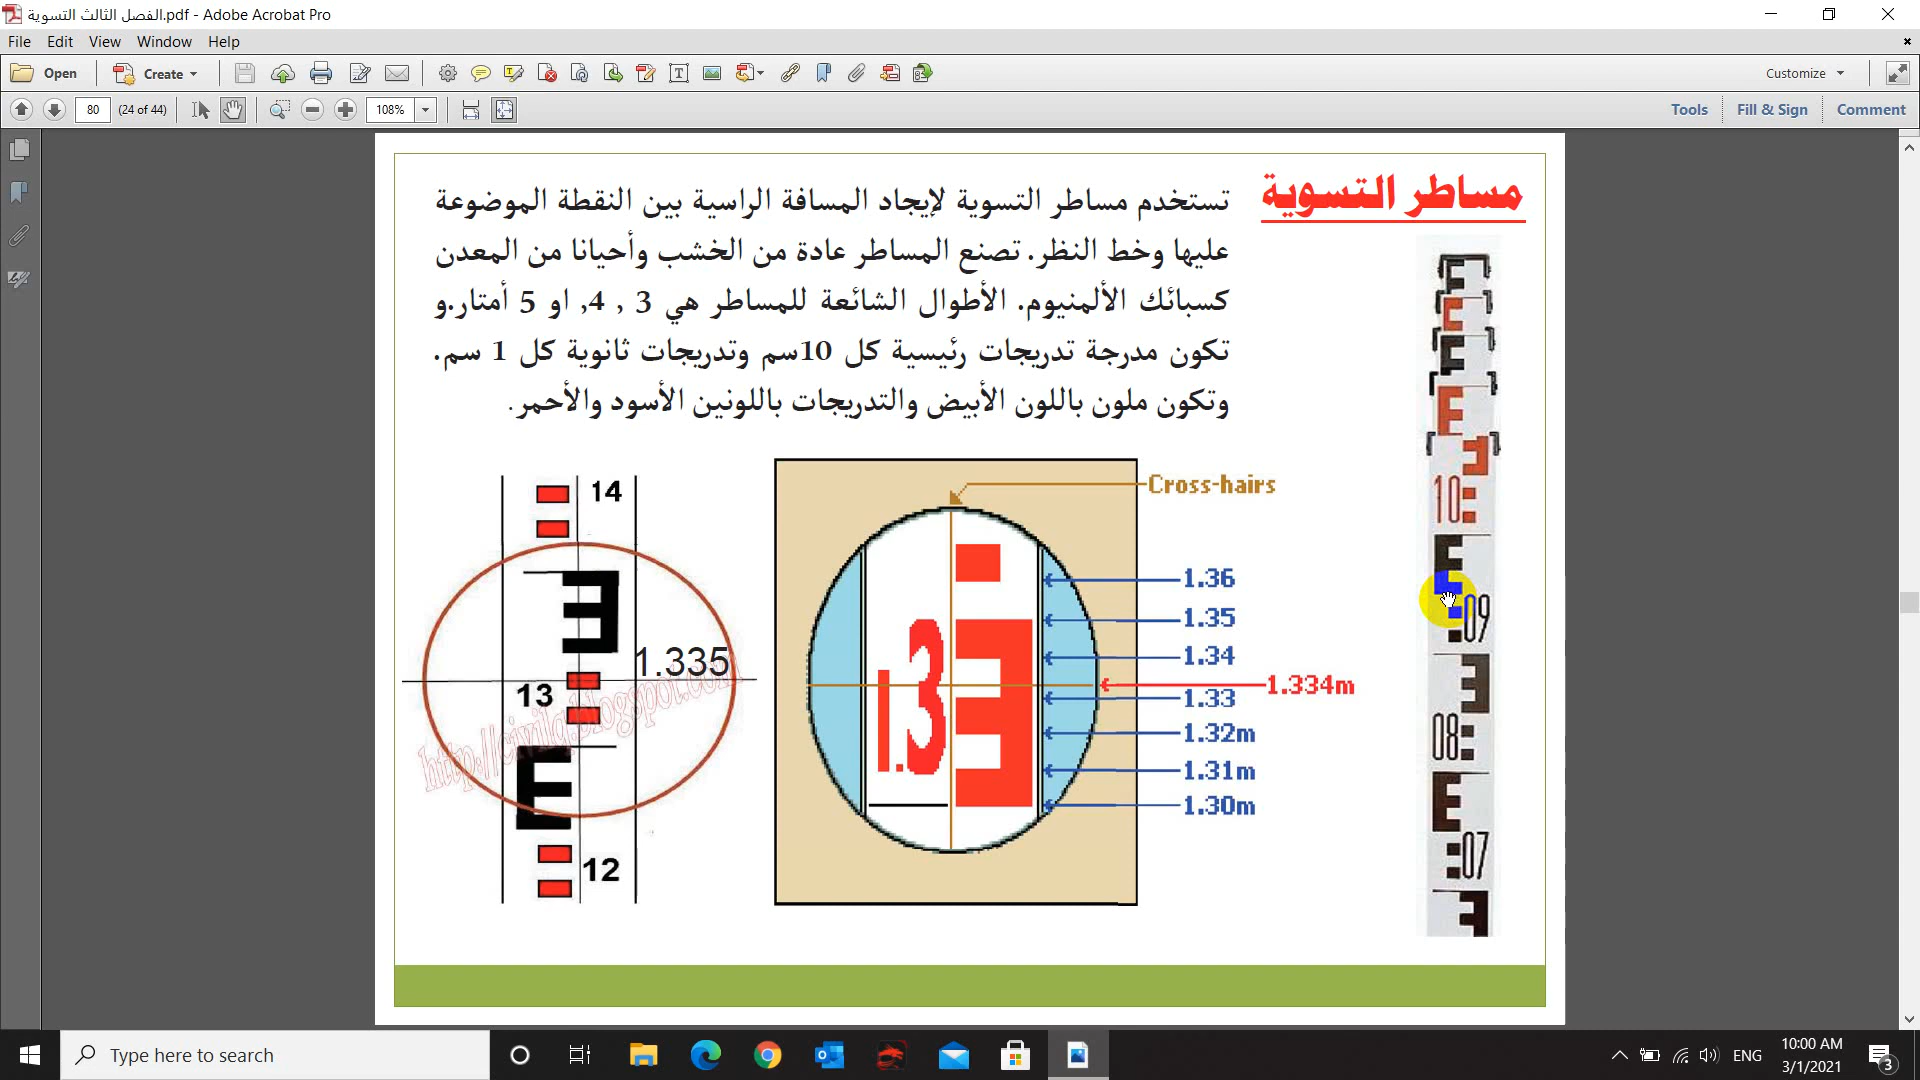 الفصل الثالث التسوية.pdf - Adobe Acrobat Pro
File Edit View Window Help
Open Create Customize
80 (24 of 44) 108% Tools Fill & Sign Comment
مساطر التسوية
تستخدم مساطر التسوية لإيجاد المسافة الراسية بين النقطة الموضوعة
عليها وخط النظر. تصنع المساطر عادة من الخشب وأحيانا من المعدن
كسبائك الألمنيوم. الأطوال الشائعة للمساطر هي 3 , 4, او 5 أمتار.و
تكون مدرجة تدريجات رئيسية كل 10سم وتدريجات ثانوية كل 1 سم.
وتكون ملون باللون الأبيض والتدريجات باللونين الأسود والأحمر.
14
1.335
13
http://civilq.blogspot.com
12
Cross-hairs
1.3
1.36
1.35
1.34
1.334m
1.33
1.32m
1.31m
1.30m
10
09
08
07
Type here to search
ENG
10:00 AM
3/1/2021
3